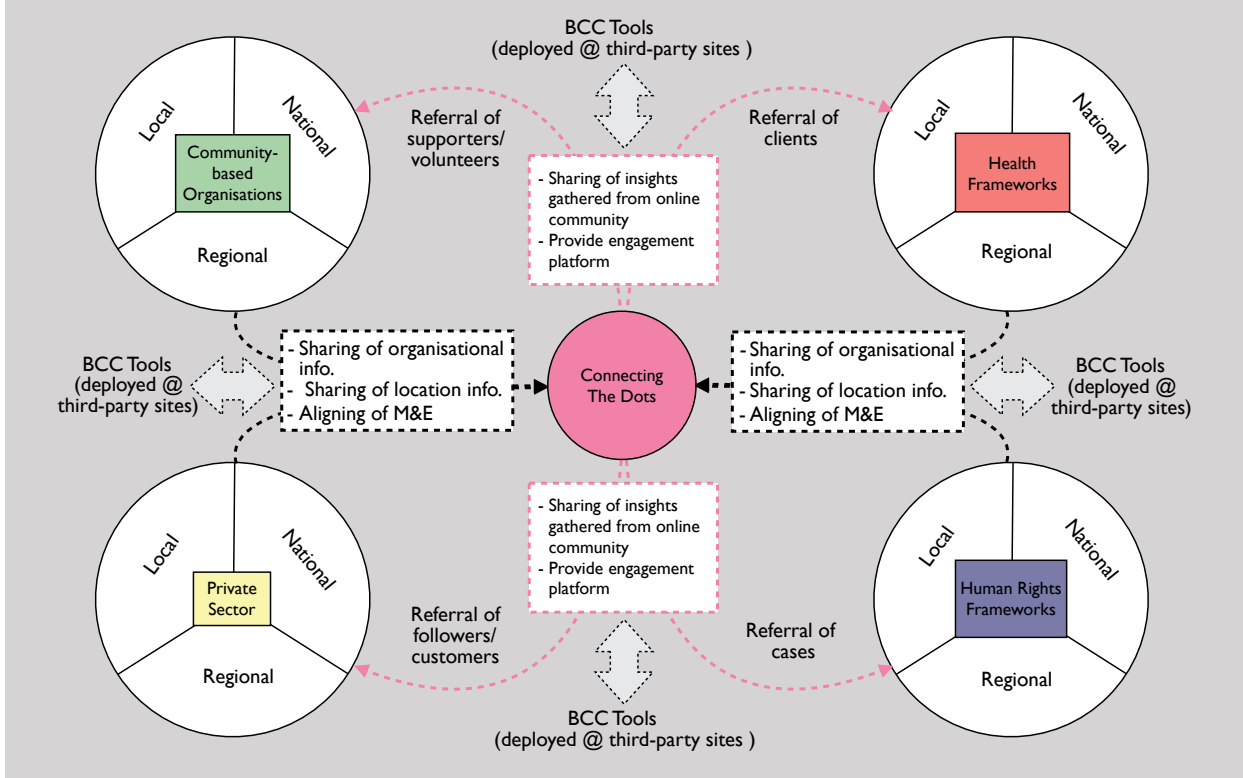 BCC Tools
(deployed @ third-party sites )
Local
National
Community-
based
Organisations
Regional
Referral of
supporters/
volunteers
- Sharing of insights
gathered from online
community
- Provide engagement
platform
Referral of
clients
Local
National
Health
Frameworks
Regional
BCC Tools
(deployed @
third-party sites)
- Sharing of organisational
info.
- Sharing of location info.
- Aligning of M&E
Connecting
The Dots
- Sharing of organisational
info.
- Sharing of location info.
- Aligning of M&E
BCC Tools
(deployed @
third-party sites)
Local
National
Private
Sector
Regional
Referral of
followers/
customers
- Sharing of insights
gathered from online
community
- Provide engagement
platform
Referral of
cases
Local
National
Human Rights
Frameworks
Regional
BCC Tools
(deployed @ third-party sites )